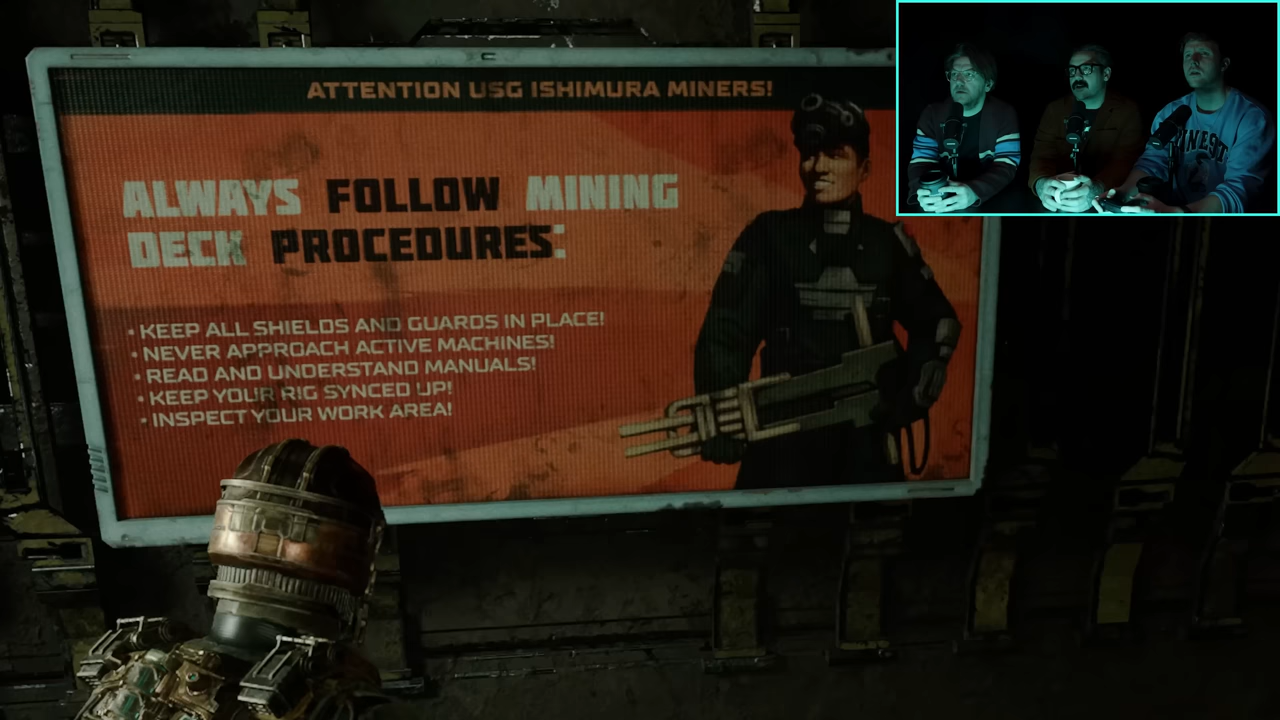 ATTENTION USG ISHIMURA MINERS!
ALWAYS FOLLOW MINING
DECK PROCEDURES:
• KEEP ALL SHIELDS AND GUARDS IN PLACE!
• NEVER APPROACH ACTIVE MACHINES!
• READ AND UNDERSTAND MANUALS!
• KEEP YOUR RIG SYNCED UP!
• INSPECT YOUR WORK AREA!